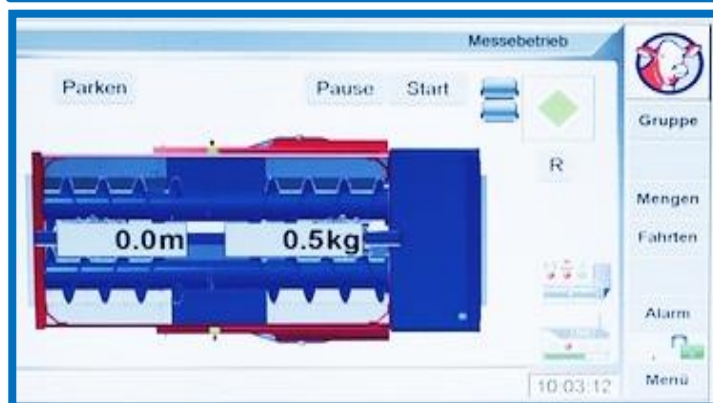 Messebetrieb
Parken
Pause
Start
Gruppe
R
Mengen
0.0m
0.5kg
Fahrten
Alarm
10:03:12
Menü